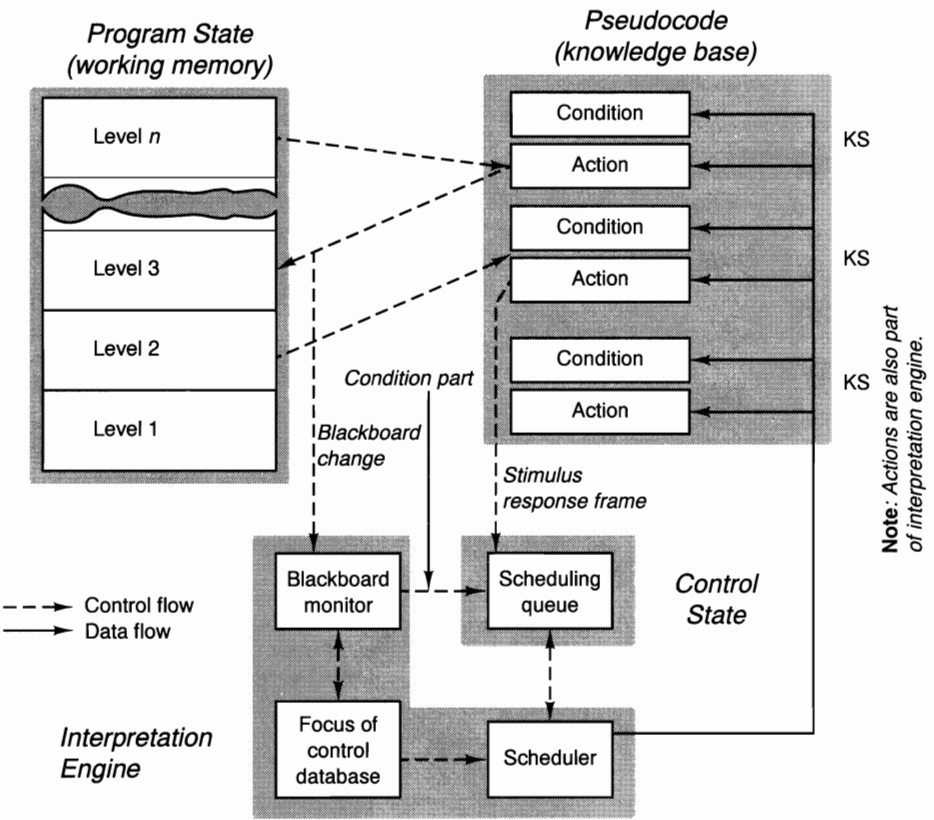 Program State
(working memory)
Pseudocode
(knowledge base)
Level n
Level 3
Level 2
Level 1
Condition
Action
KS
Condition
Action
KS
Condition
Action
KS
Note: Actions are also part
of interpretation engine.
Condition part
Blackboard
change
Stimulus
response frame
Blackboard
monitor
Scheduling
queue
Control
State
Control flow
Data flow
Focus of
control
database
Scheduler
Interpretation
Engine